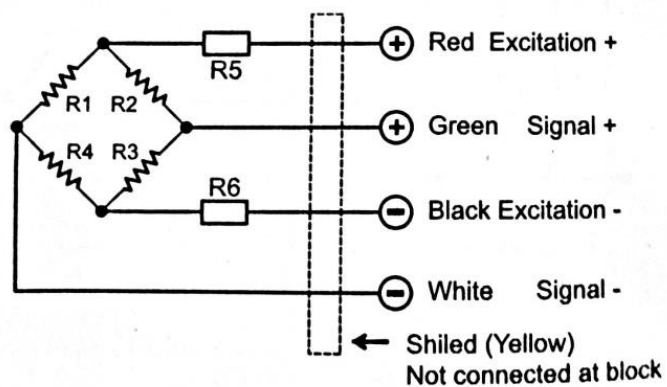 R1
R2
R4
R3
R5
R6
Red Excitation +
Green Signal +
Black Excitation -
White Signal -
Shiled (Yellow)
Not connected at block